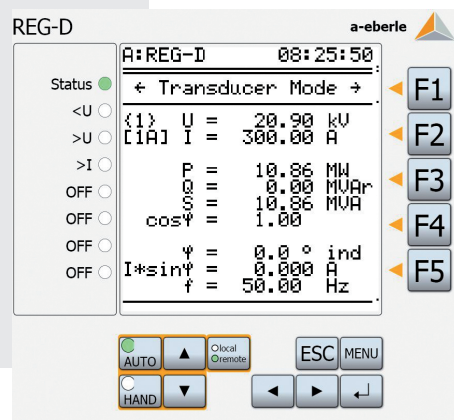 REG-D
a-eberle
A:REG-D 08:25:50
← Transducer Mode →
{1} U = 20.90 kV
[1A] I = 300.00 A
P = 10.86 MW
Q = 0.00 MVAr
S = 10.86 MVA
cosφ = 1.00
φ = 0.0 ° ind
I*sinφ = 0.000 A
f = 50.00 Hz
Status
<U
>U
>I
OFF
OFF
OFF
OFF
F1
F2
F3
F4
F5
AUTO
▲
local
remote
ESC
MENU
HAND
▼
◄
►
↵